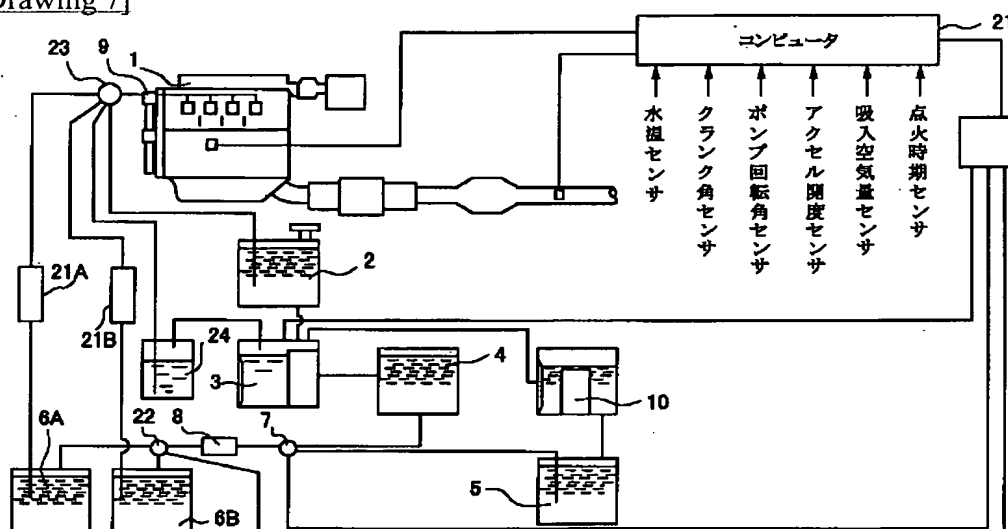 rawing 7]
21
コンピュータ
23
9
1
水温センサ
クランク角センサ
ポンプ回転角センサ
アクセル開度センサ
吸入空気量センサ
点火時期センサ
2
21A
21B
24
3
4
10
6A
22
8
7
5
6B